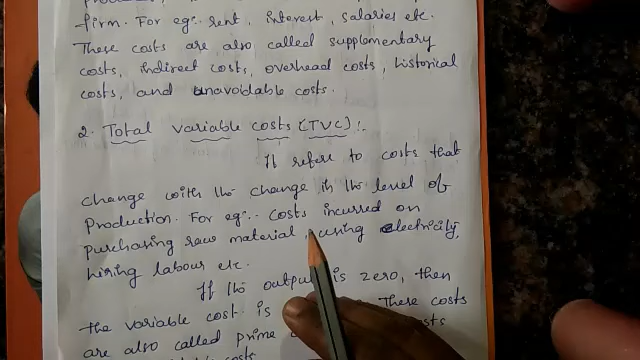 firm. For eg:. rent, interest, salaries etc.
These costs are also called supplementary
costs, indirect costs, overhead costs, historical
costs, and unavoidable costs.
2. Total variable costs (TVC):.
It refers to costs that
change with the change in the level of
Production. For eg:. Costs incurred on
purchasing raw material, using electricity,
hiring labour etc.
If the output is zero, then
the variable cost is These costs
are also called prime
costs